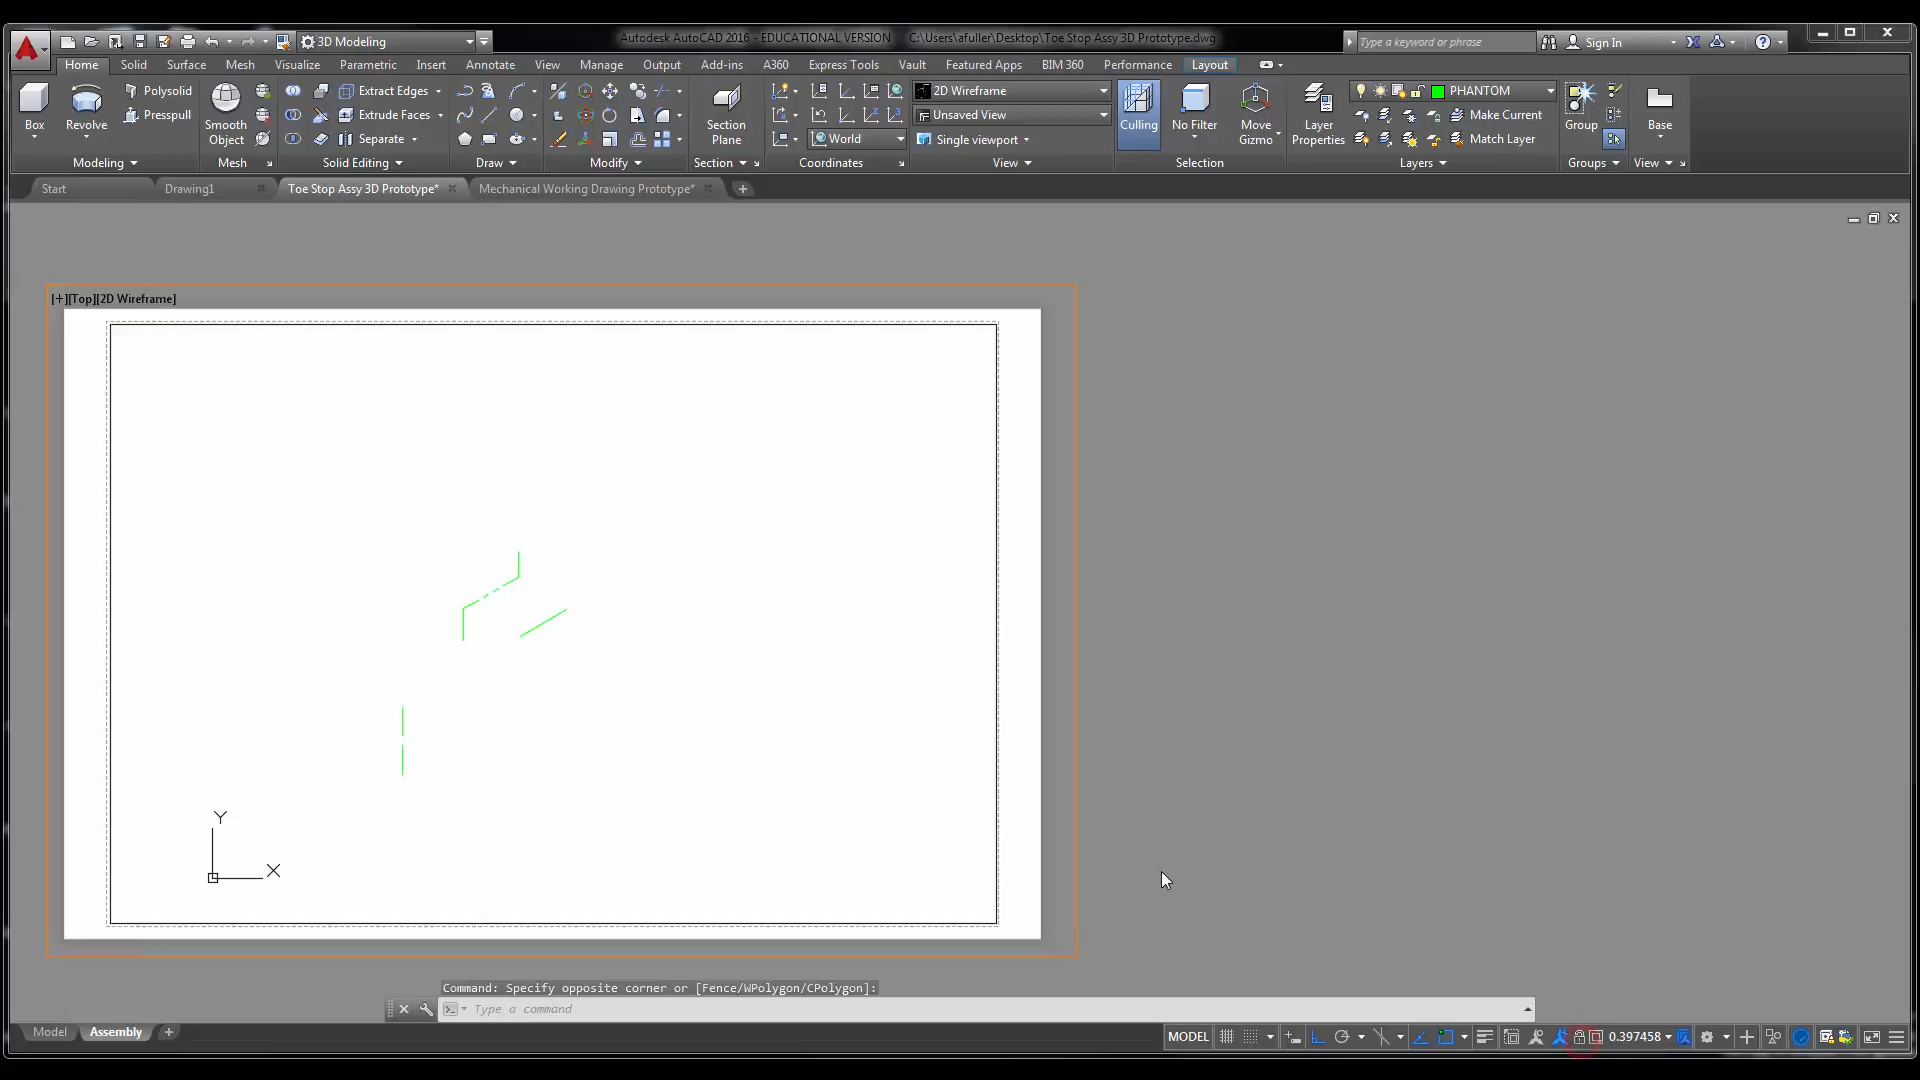 3D Modeling
Autodesk AutoCAD 2016 - EDUCATIONAL VERSION C:\Users\afuller\Desktop\Toe Stop Assy 3D Prototype.dwg
Type a keyword or phrase
Sign In
Home Solid Surface Mesh Visualize Parametric Insert Annotate View Manage Output Add-ins A360 Express Tools Vault Featured Apps BIM 360 Performance Layout
Polysolid
Extract Edges
2D Wireframe
PHANTOM
Presspull
Extrude Faces
Unsaved View
Make Current
Box
Revolve
Smooth Object
Separate
Section Plane
World
Single viewport
Culling
No Filter
Move Gizmo
Layer Properties
Match Layer
Group
Base
Modeling
Mesh
Solid Editing
Draw
Modify
Section
Coordinates
View
Selection
Layers
Groups
View
Start
Drawing1
Toe Stop Assy 3D Prototype*
Mechanical Working Drawing Prototype*
[+][Top][2D Wireframe]
Y
X
Command: Specify opposite corner or [Fence/WPolygon/CPolygon]:
Type a command
Model
Assembly
MODEL
0.397458